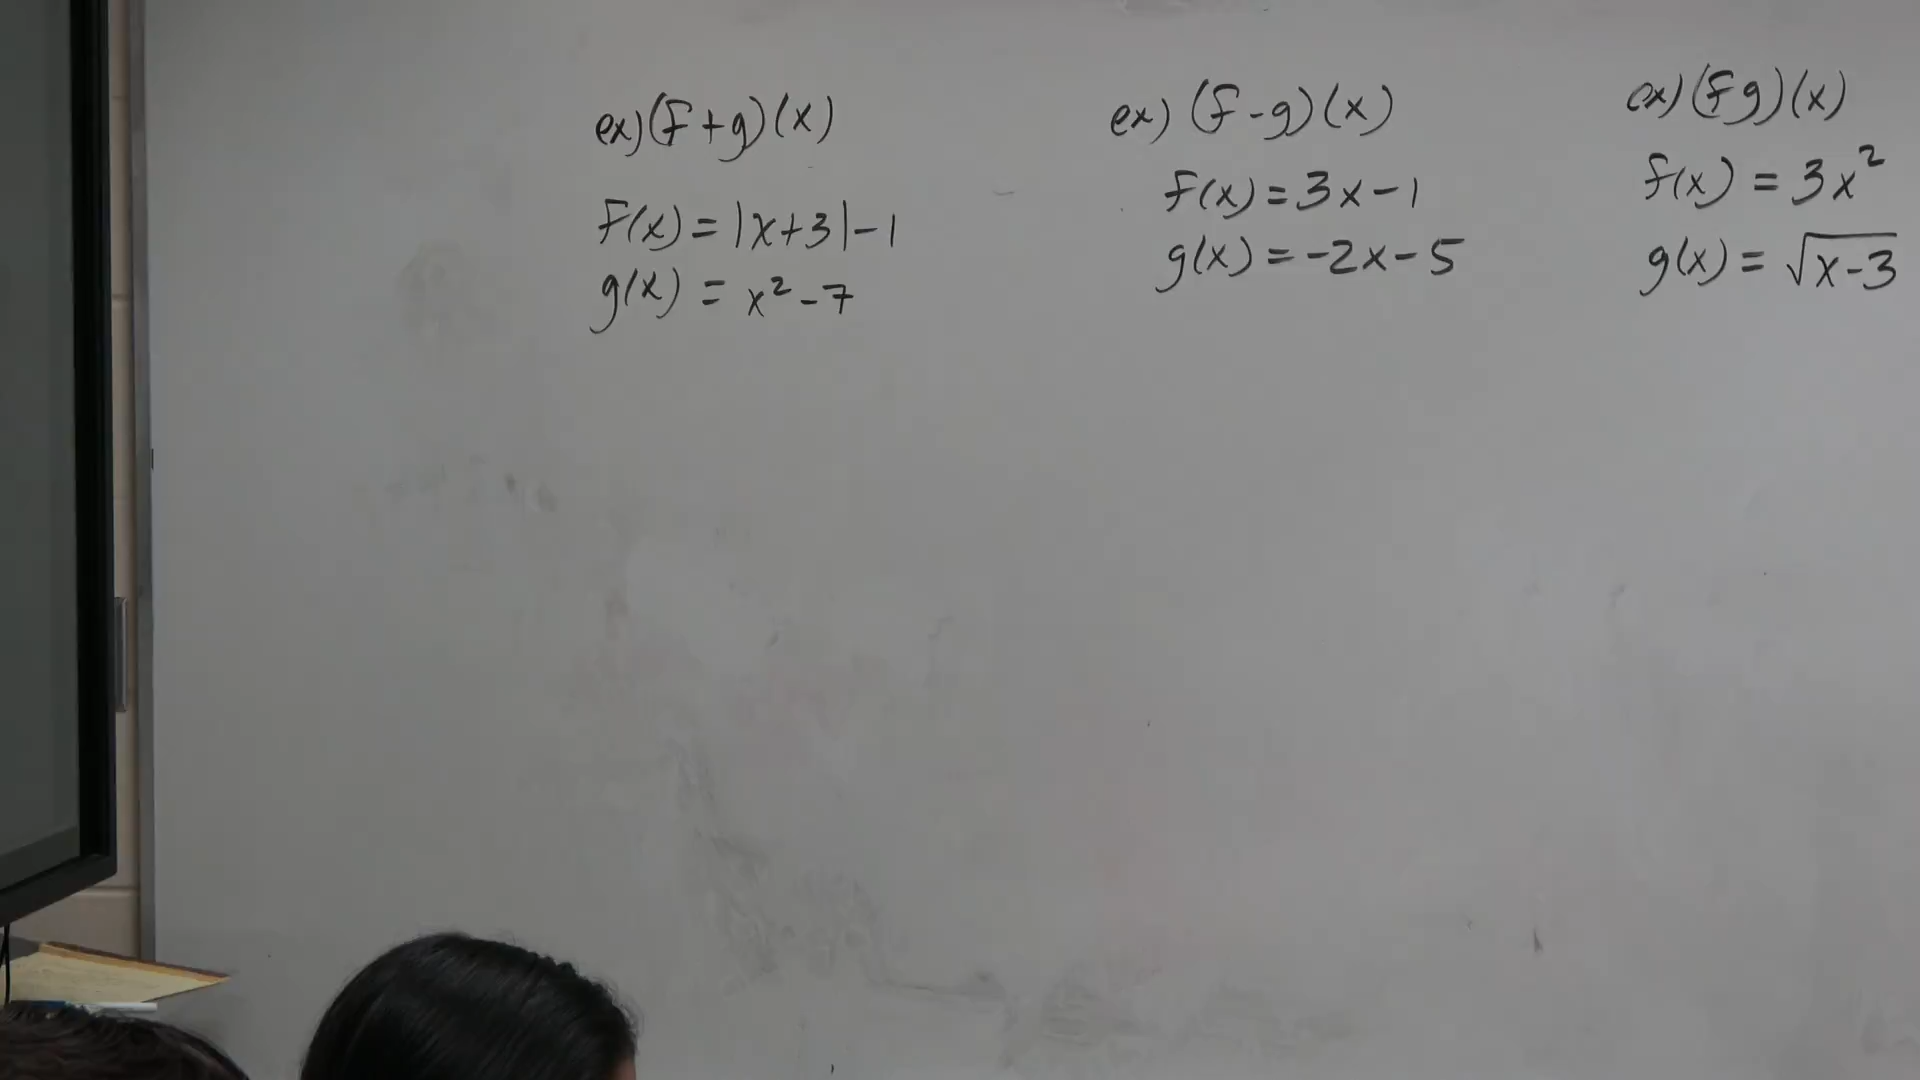 ex) (f+g)(x)
f(x) = |x+3|-1
g(x) = x²-7
ex) (f-g)(x)
f(x) = 3x-1
g(x) = -2x-5
ex) (fg)(x)
f(x) = 3x²
g(x) = √(x-3)